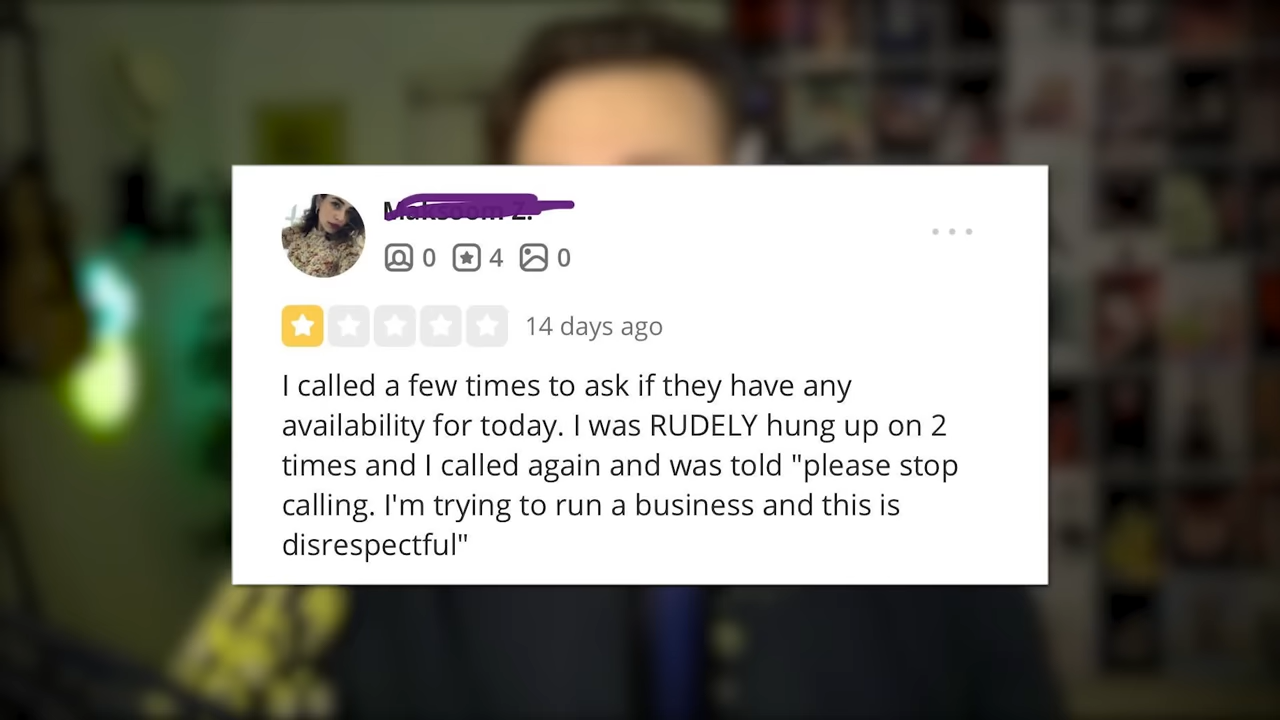 0 4 0
14 days ago
I called a few times to ask if they have any
availability for today. I was RUDELY hung up on 2
times and I called again and was told "please stop
calling. I'm trying to run a business and this is
disrespectful"